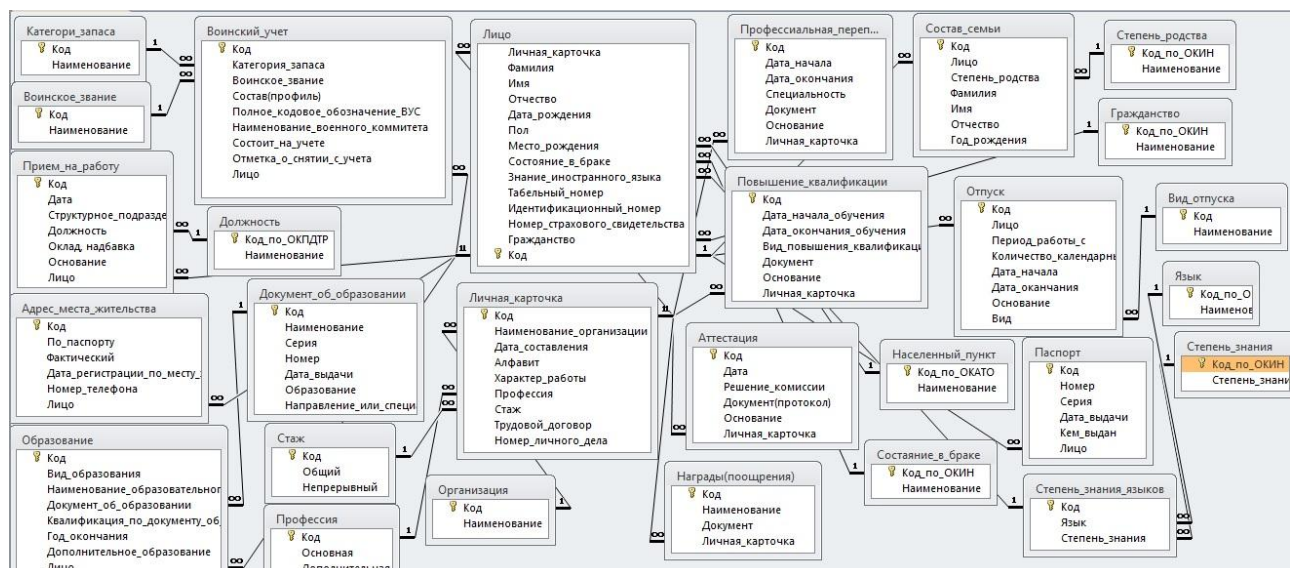 Категори_запаса
Код
Наименование
Воинское_звание
Код
Наименование
Прием_на_работу
Код
Дата
Структурное_подразде
Должность
Оклад, надбавка
Основание
Лицо
Адрес_места_жительства
Код
По_паспорту
Фактический
Дата_регистрации_по_месту_
Номер_телефона
Лицо
Образование
Код
Вид_образования
Наименование_образовательног
Документ_об_образовании
Квалификация_по_документу_об_
Год_окончания
Дополнительное_образование
Лицо
Воинский_учет
Код
Категория_запаса
Воинское_звание
Состав(профиль)
Полное_кодовое_обозначение_ВУС
Наименование_военного_коммитета
Состоит_на_учете
Отметка_о_снятии_с_учета
Лицо
Должность
Код_по_ОКПДТР
Наименование
Документ_об_образовании
Код
Наименование
Серия
Номер
Дата_выдачи
Образование
Направление_или_специ
Стаж
Код
Общий
Непрерывный
Профессия
Код
Основная
Дополнительная
Лицо
Личная_карточка
Фамилия
Имя
Отчество
Дата_рождения
Пол
Место_рождения
Состояние_в_браке
Знание_иностранного_языка
Табельный_номер
Идентификационный_номер
Номер_страхового_свидетельства
Гражданство
Код
Личная_карточка
Код
Наименование_организации
Дата_составления
Алфавит
Характер_работы
Профессия
Стаж
Трудовой_договор
Номер_личного_дела
Организация
Код
Наименование
Профессиальная_переп...
Код
Дата_начала
Дата_окончания
Специальность
Документ
Основание
Личная_карточка
Повышение_квалификации
Код
Дата_начала_обучения
Дата_окончания_обучения
Вид_повышения_квалификаци
Документ
Основание
Личная_карточка
Аттестация
Код
Дата
Решение_комиссии
Документ(протокол)
Основание
Личная_карточка
Награды(поощрения)
Код
Наименование
Документ
Личная_карточка
Состав_семьи
Код
Лицо
Степень_родства
Фамилия
Имя
Отчество
Год_рождения
Степень_родства
Код_по_ОКИН
Наименование
Гражданство
Код_по_ОКИН
Наименование
Отпуск
Код
Лицо
Период_работы_с
Количество_календарн
Дата_начала
Дата_оканчания
Основание
Вид
Вид_отпуска
Код
Наименование
Язык
Код_по_О
Наименов
Степень_знания
Код_по_ОКИН
Степень_знани
Населенный_пункт
Код_по_ОКАТО
Наименование
Паспорт
Код
Номер
Серия
Дата_выдачи
Кем_выдан
Лицо
Состаяние_в_браке
Код_по_ОКИН
Наименование
Степень_знания_языков
Код
Язык
Степень_знания